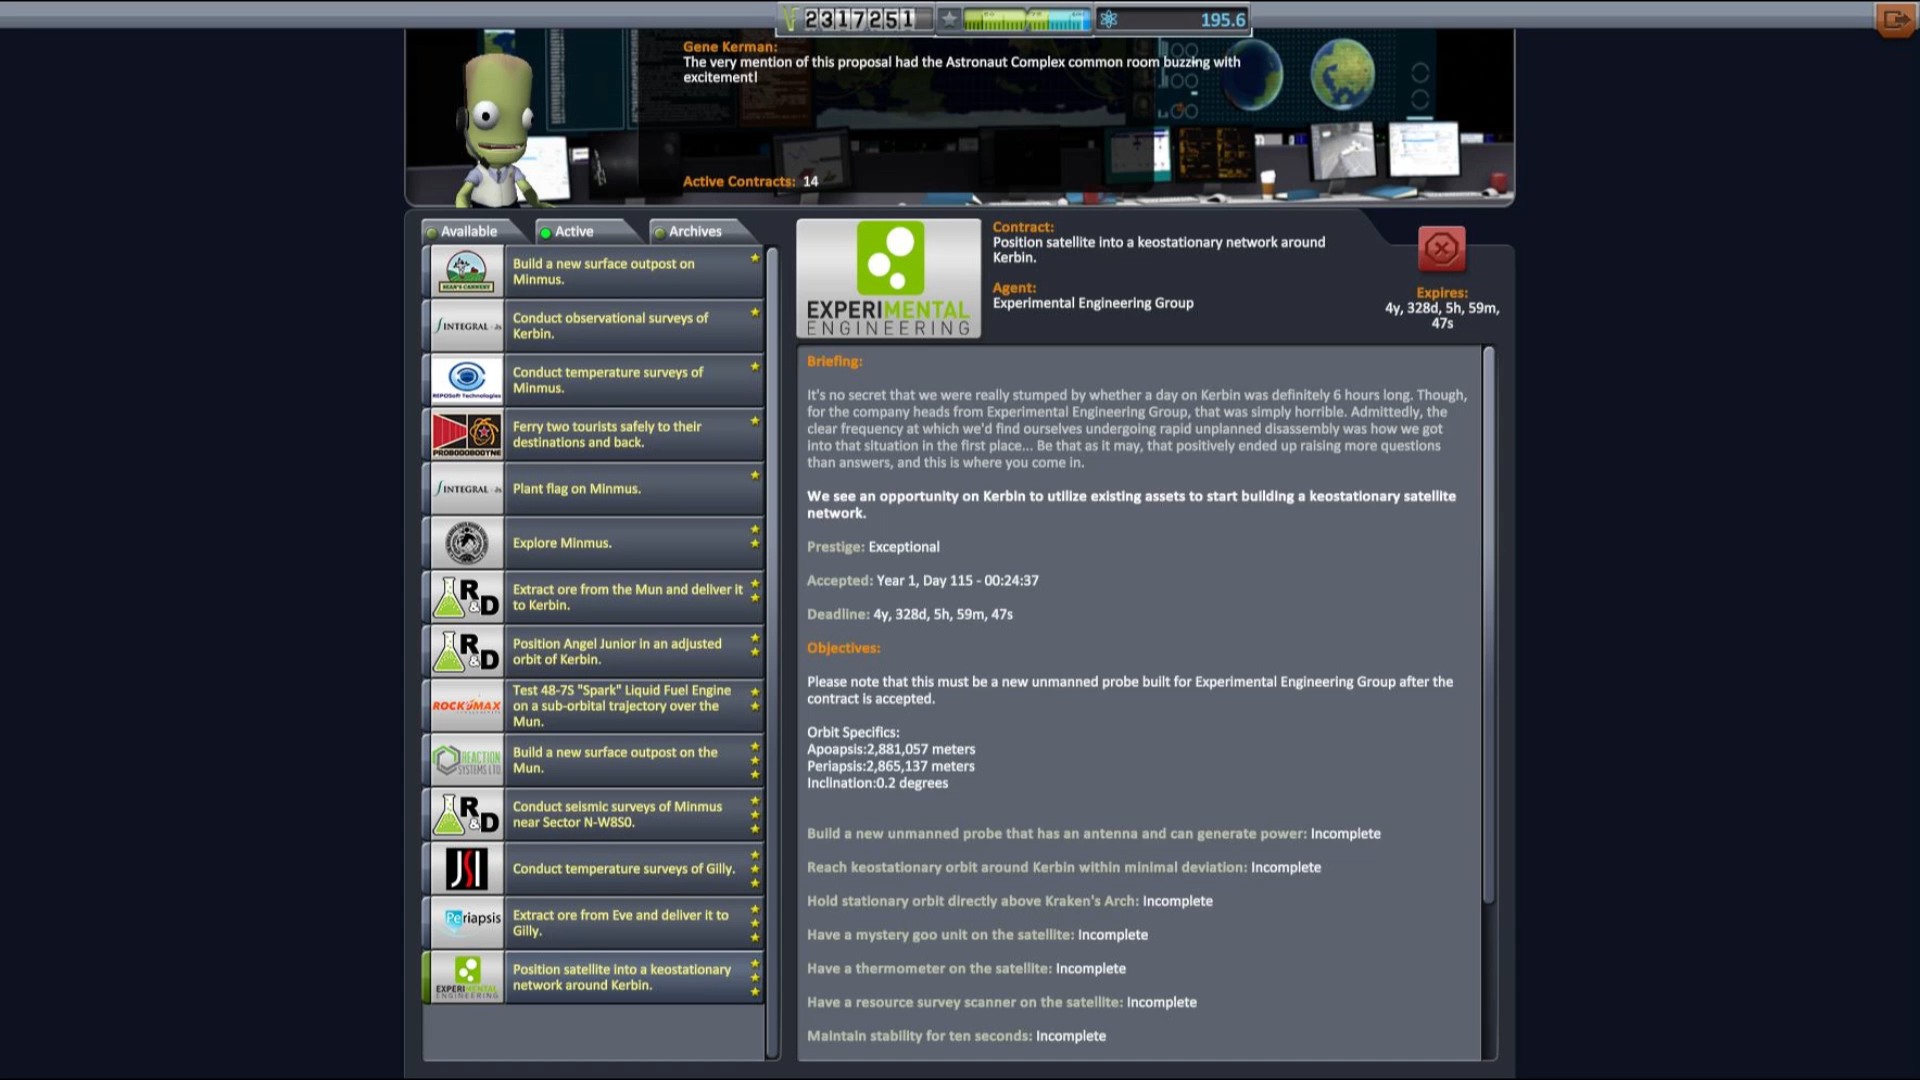 2317251
195.6
Gene Kerman:
The very mention of this proposal had the Astronaut Complex common room buzzing with
excitement!
Active Contracts: 14
Available
Active
Archives
Build a new surface outpost on
Minmus.
INTEGRAL
Conduct observational surveys of
Kerbin.
REPOSoft Technologies
Conduct temperature surveys of
Minmus.
PROBODOBODYNE
Ferry two tourists safely to their
destinations and back.
INTEGRAL
Plant flag on Minmus.
Explore Minmus.
R&D
Extract ore from the Mun and deliver it
to Kerbin.
R&D
Position Angel Junior in an adjusted
orbit of Kerbin.
ROCKOMAX
Test 48-7S "Spark" Liquid Fuel Engine
on a sub-orbital trajectory over the
Mun.
REACTION
SYSTEMS LTD
Build a new surface outpost on the
Mun.
R&D
Conduct seismic surveys of Minmus
near Sector N-W8S0.
JSI
Conduct temperature surveys of Gilly.
Periapsis
Extract ore from Eve and deliver it to
Gilly.
EXPERIMENTAL
ENGINEERING
Position satellite into a keostationary
network around Kerbin.
EXPERIMENTAL
ENGINEERING
Contract:
Position satellite into a keostationary network around
Kerbin.
Agent:
Experimental Engineering Group
Expires:
4y, 328d, 5h, 59m,
47s
Briefing:
It's no secret that we were really stumped by whether a day on Kerbin was definitely 6 hours long. Though,
for the company heads from Experimental Engineering Group, that was simply horrible. Admittedly, the
clear frequency at which we'd find ourselves undergoing rapid unplanned disassembly was how we got
into that situation in the first place... Be that as it may, that positively ended up raising more questions
than answers, and this is where you come in.
We see an opportunity on Kerbin to utilize existing assets to start building a keostationary satellite
network.
Prestige: Exceptional
Accepted: Year 1, Day 115 - 00:24:37
Deadline: 4y, 328d, 5h, 59m, 47s
Objectives:
Please note that this must be a new unmanned probe built for Experimental Engineering Group after the
contract is accepted.
Orbit Specifics:
Apoapsis:2,881,057 meters
Periapsis:2,865,137 meters
Inclination:0.2 degrees
Build a new unmanned probe that has an antenna and can generate power: Incomplete
Reach keostationary orbit around Kerbin within minimal deviation: Incomplete
Hold stationary orbit directly above Kraken's Arch: Incomplete
Have a mystery goo unit on the satellite: Incomplete
Have a thermometer on the satellite: Incomplete
Have a resource survey scanner on the satellite: Incomplete
Maintain stability for ten seconds: Incomplete